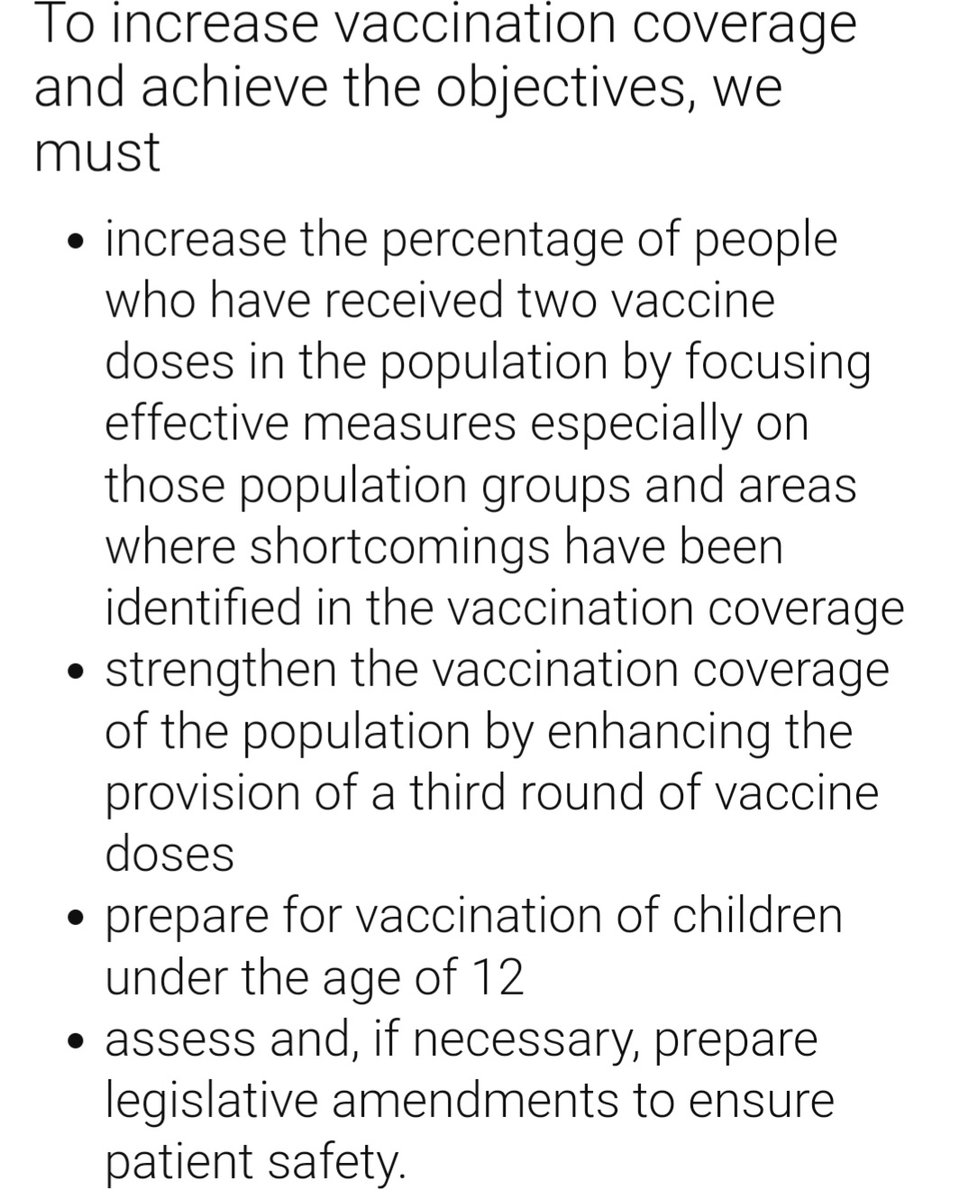 To increase vaccination coverage
and achieve the objectives, we
must
• increase the percentage of people
who have received two vaccine
doses in the population by focusing
effective measures especially on
those population groups and areas
where shortcomings have been
identified in the vaccination coverage
• strengthen the vaccination coverage
of the population by enhancing the
provision of a third round of vaccine
doses
• prepare for vaccination of children
under the age of 12
• assess and, if necessary, prepare
legislative amendments to ensure
patient safety.